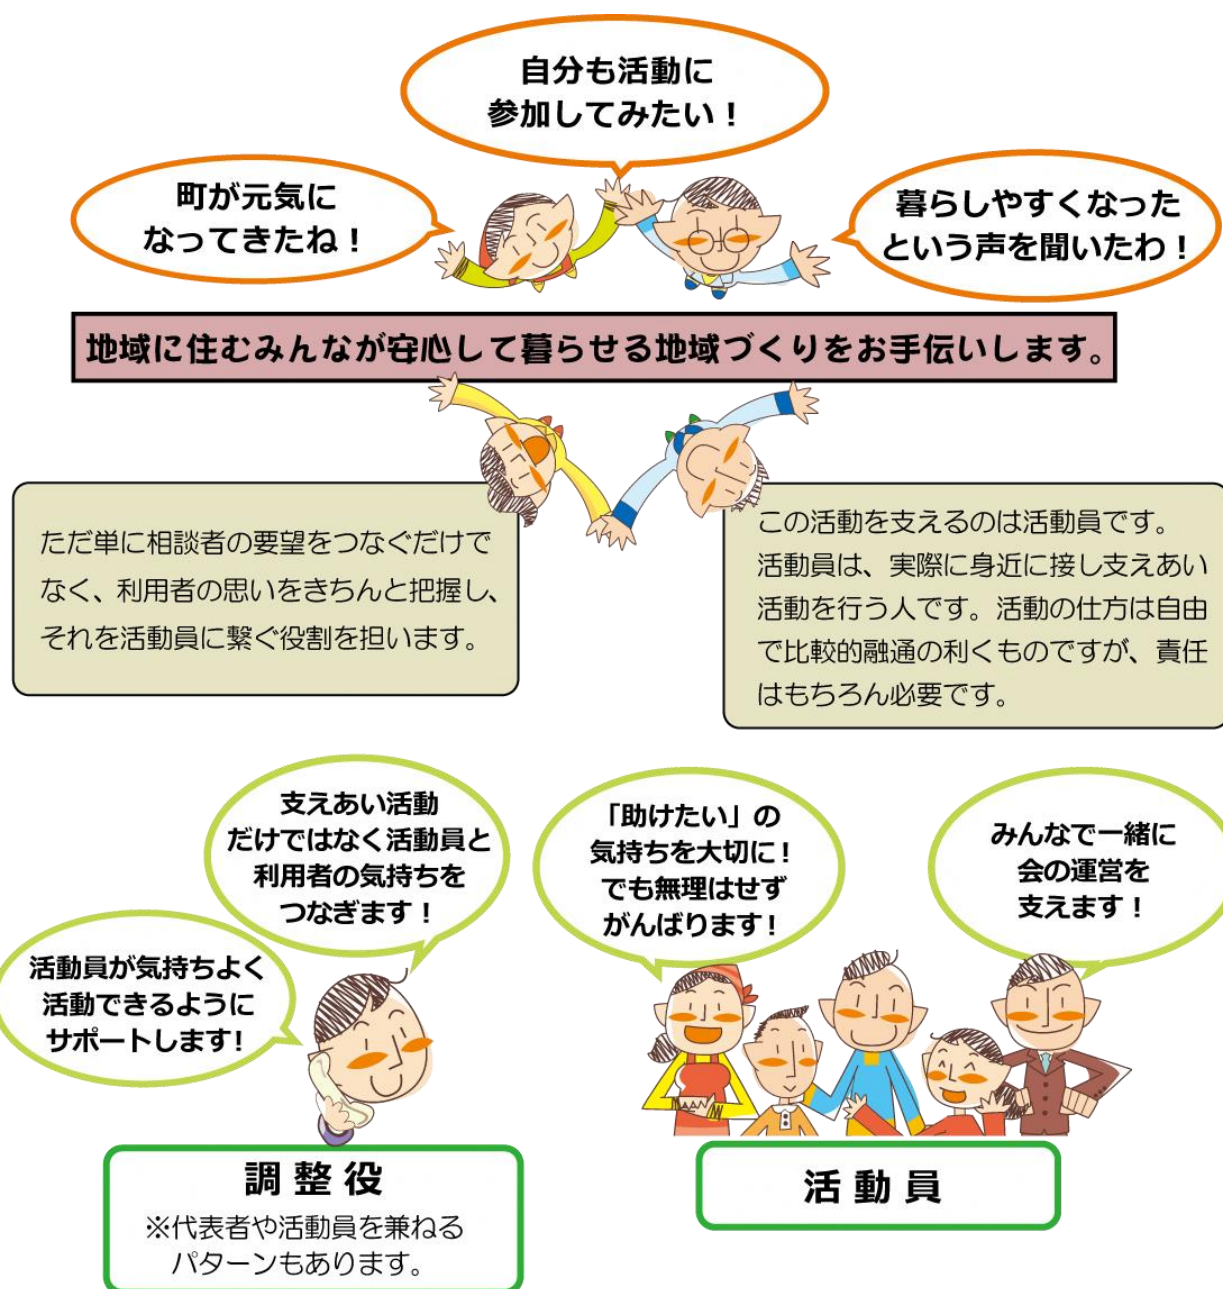 自分も活動に
参加してみたい！
町が元気に
なってきたね！
暮らしやすくなった
という声を聞いたわ！
地域に住むみんなが安心して暮らせる地域づくりをお手伝いします。
ただ単に相談者の要望をつなぐだけで
なく、利用者の思いをきちんと把握し、
それを活動員に繋ぐ役割を担います。
この活動を支えるのは活動員です。
活動員は、実際に身近に接し支えあい
活動を行う人です。活動の仕方は自由
で比較的融通の利くものですが、責任
はもちろん必要です。
支えあい活動
だけではなく活動員と
利用者の気持ちを
つなぎます！
活動員が気持ちよく
活動できるように
サポートします！
「助けたい」の
気持ちを大切に！
でも無理はせず
がんばります！
みんなで一緒に
会の運営を
支えます！
調整役
※代表者や活動員を兼ねる
パターンもあります。
活動員